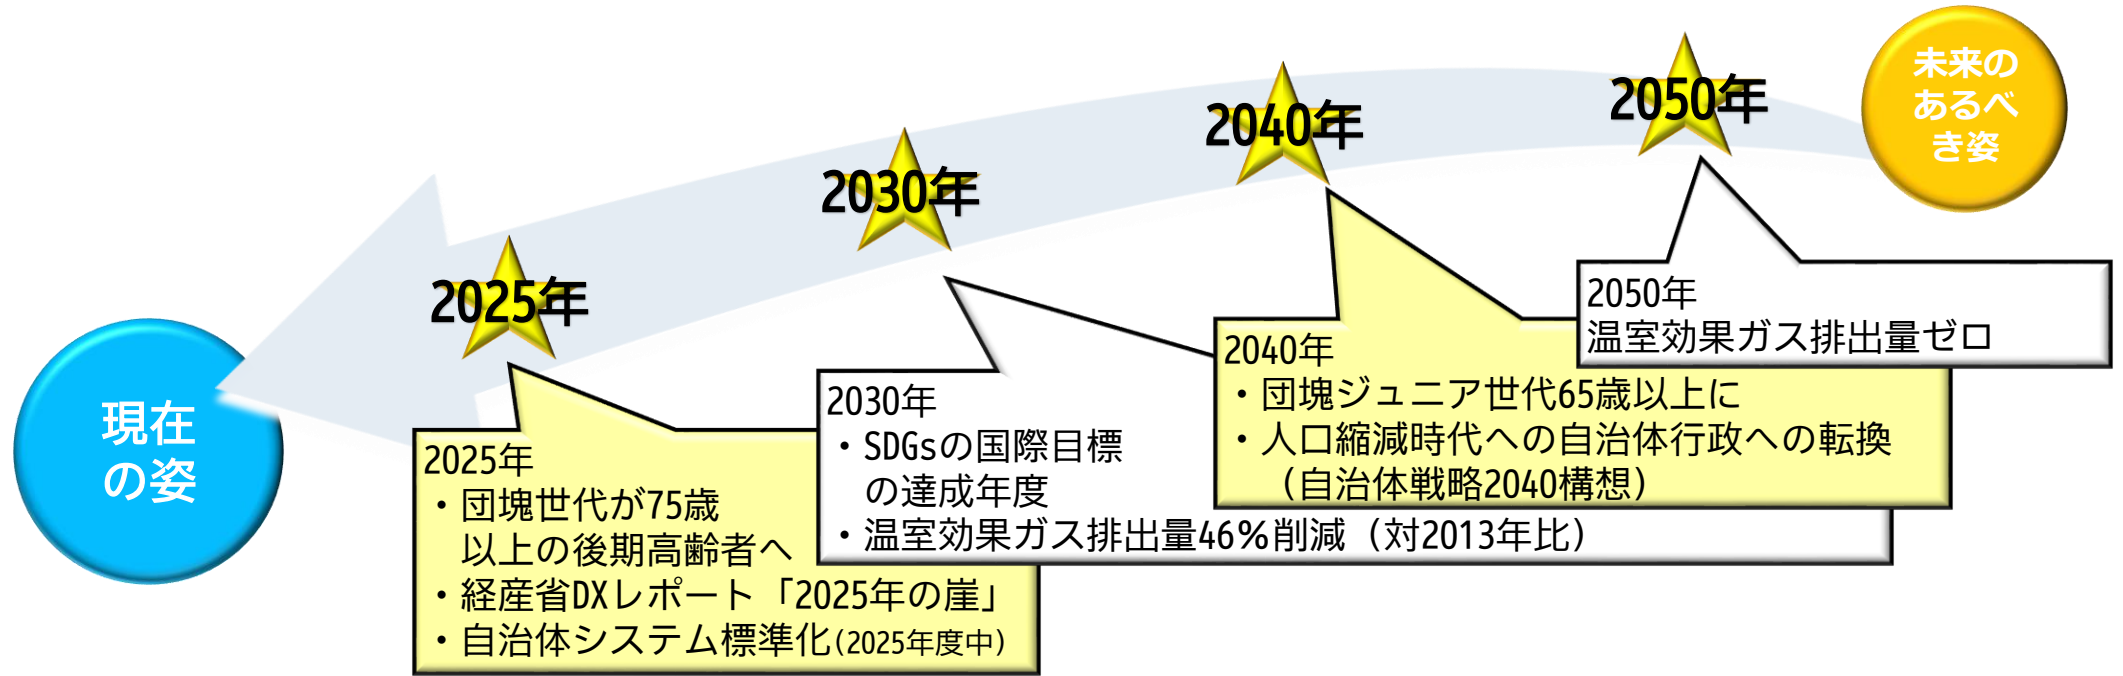 未来の
あるべ
き姿
2050年
2040年
2030年
2025年
現在
の姿
2050年
温室効果ガス排出量ゼロ
2040年
・団塊ジュニア世代65歳以上に
・人口縮減時代への自治体行政への転換
（自治体戦略2040構想）
2030年
・SDGsの国際目標
の達成年度
・温室効果ガス排出量46%削減（対2013年比）
2025年
・団塊世代が75歳
以上の後期高齢者へ
・経産省DXレポート「2025年の崖」
・自治体システム標準化(2025年度中)